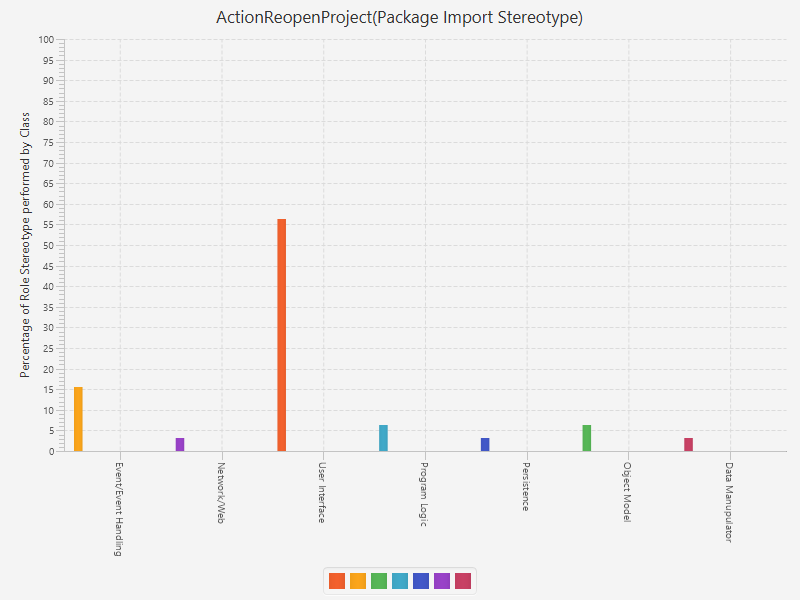 ActionReopenProject(Package Import Stereotype)
Percentage of Role Stereotype performed by Class
100
95
90
85
80
75
70
65
60
55
50
45
40
35
30
25
20
15
10
5
0
Event/Event Handling
Network/Web
User Interface
Program Logic
Persistence
Object Model
Data Manupulator